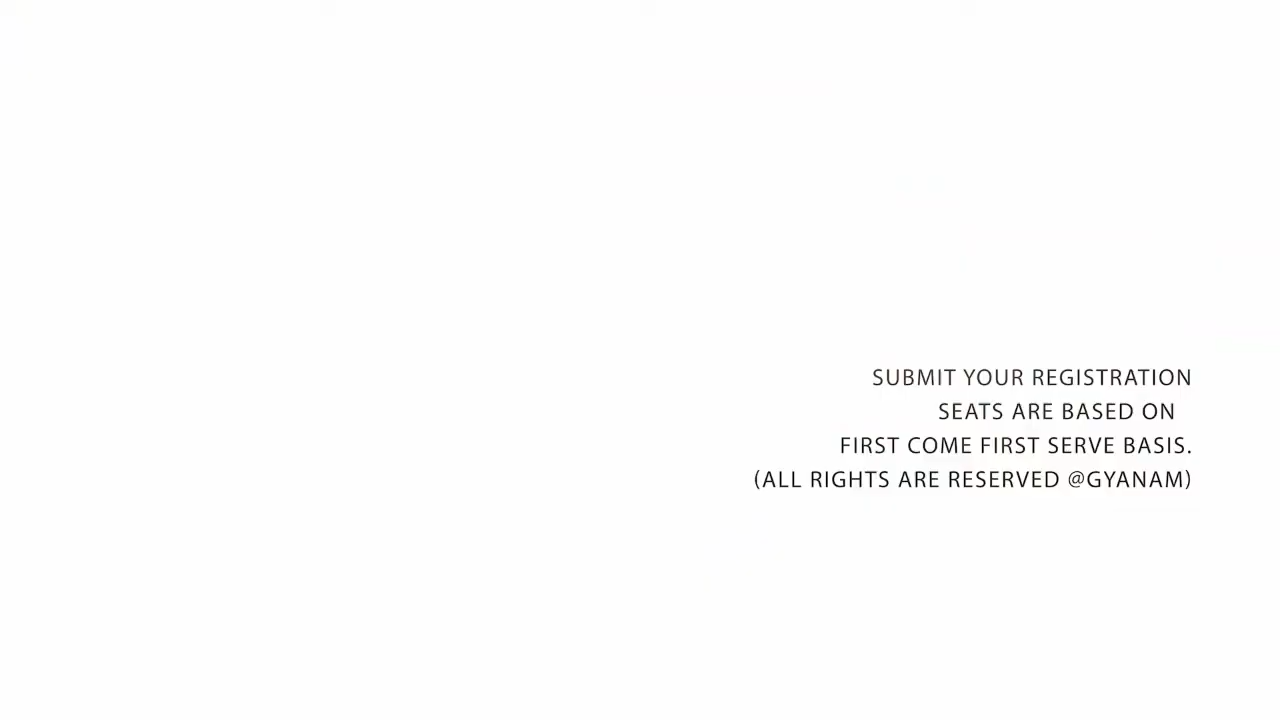 SUBMIT YOUR REGISTRATION
SEATS ARE BASED ON
FIRST COME FIRST SERVE BASIS.
(ALL RIGHTS ARE RESERVED @GYANAM)